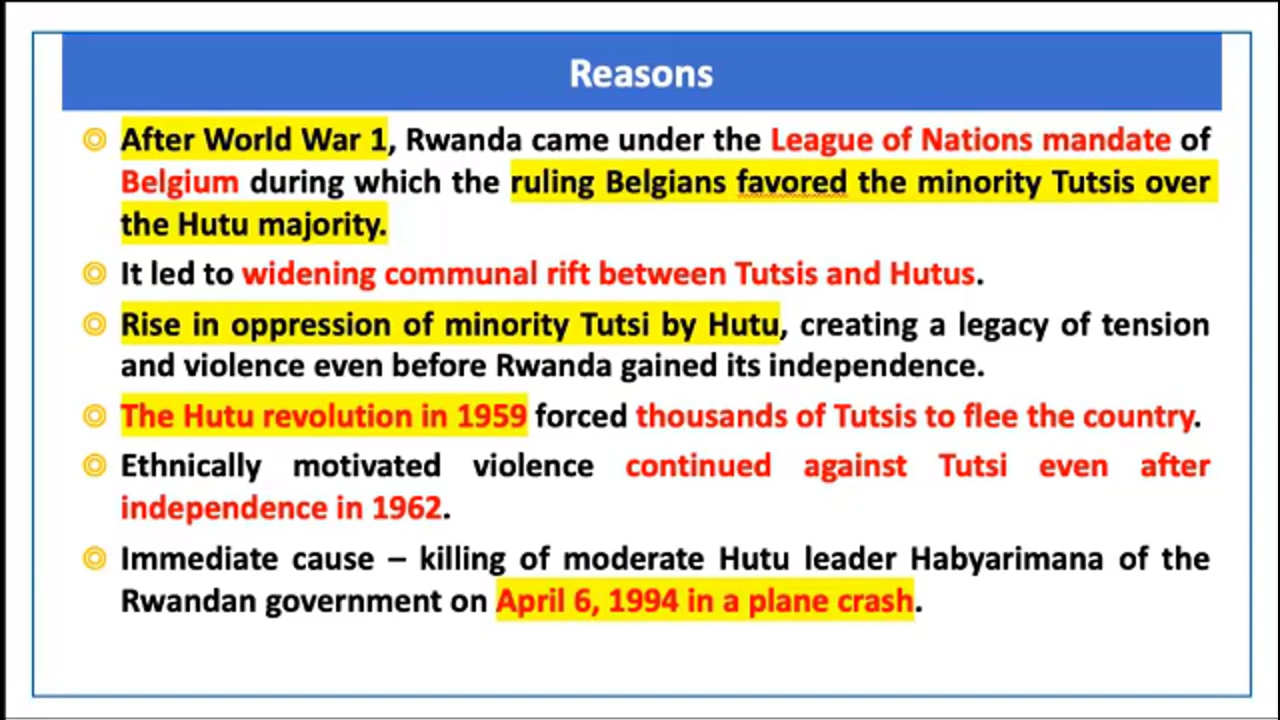 Reasons
After World War 1, Rwanda came under the League of Nations mandate of
Belgium during which the ruling Belgians favored the minority Tutsis over
the Hutu majority.
It led to widening communal rift between Tutsis and Hutus.
Rise in oppression of minority Tutsi by Hutu, creating a legacy of tension
and violence even before Rwanda gained its independence.
The Hutu revolution in 1959 forced thousands of Tutsis to flee the country.
Ethnically motivated violence continued against Tutsi even after
independence in 1962.
Immediate cause – killing of moderate Hutu leader Habyarimana of the
Rwandan government on April 6, 1994 in a plane crash.